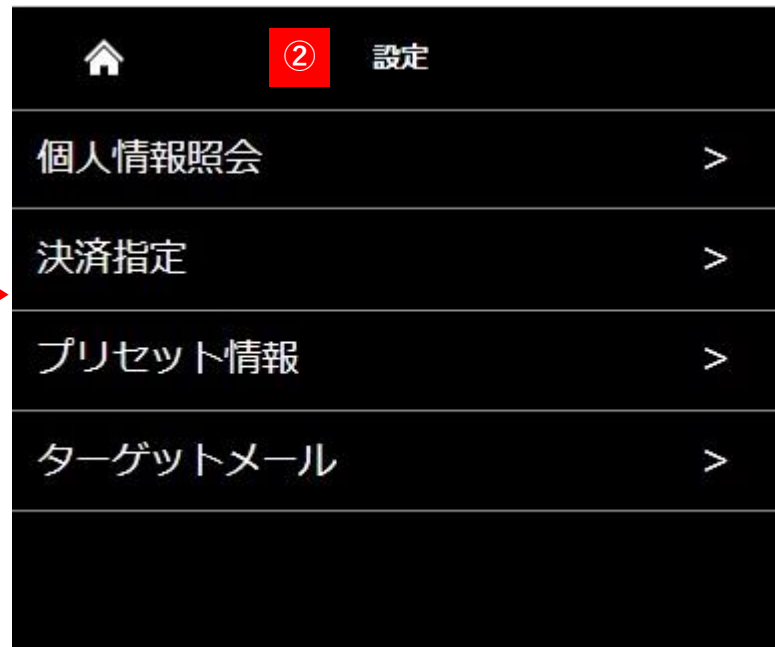 ② 設定
個人情報照会 >
決済指定 >
プリセット情報 >
ターゲットメール >